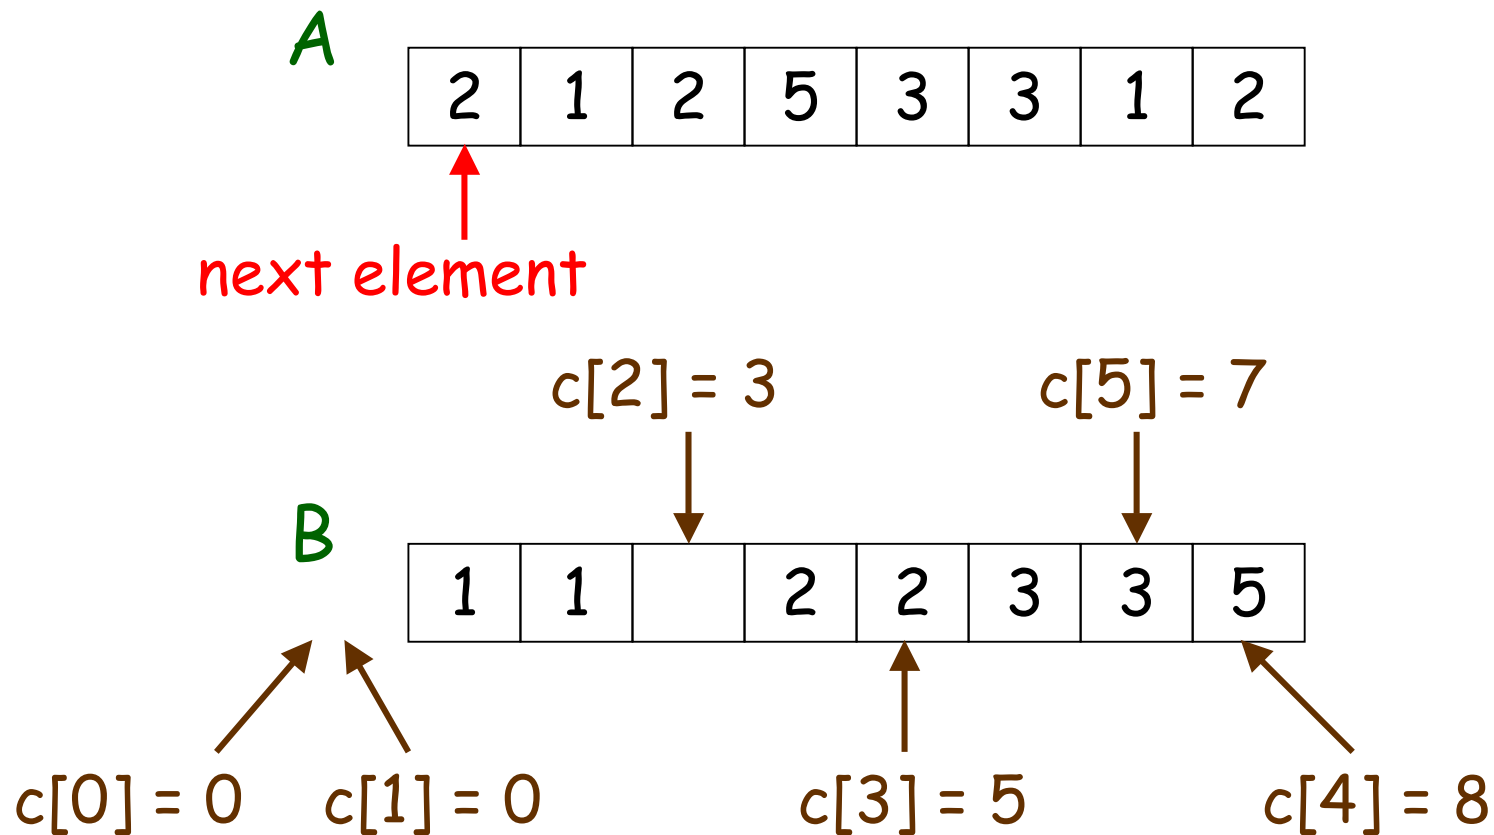 A
2 1 2 5 3 3 1 2
next element
c[2] = 3 c[5] = 7
B
1 1 2 2 3 3 5
c[0] = 0 c[1] = 0 c[3] = 5 c[4] = 8